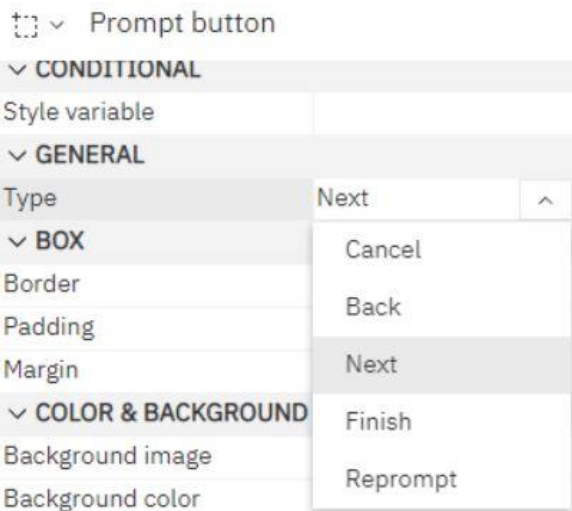 Prompt button
CONDITIONAL
Style variable
GENERAL
Type Next
BOX
Cancel
Border
Back
Padding
Margin
Next
COLOR & BACKGROUND
Finish
Background image
Reprompt
Background color